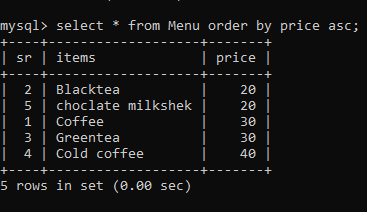 mysql> select * from Menu order by price asc;
+----+-------------------+-------+
| sr | items             | price |
+----+-------------------+-------+
|  2 | Blacktea          |    20 |
|  5 | choclate milkshek |    20 |
|  1 | Coffee            |    30 |
|  3 | Greentea          |    30 |
|  4 | Cold coffee       |    40 |
+----+-------------------+-------+
5 rows in set (0.00 sec)